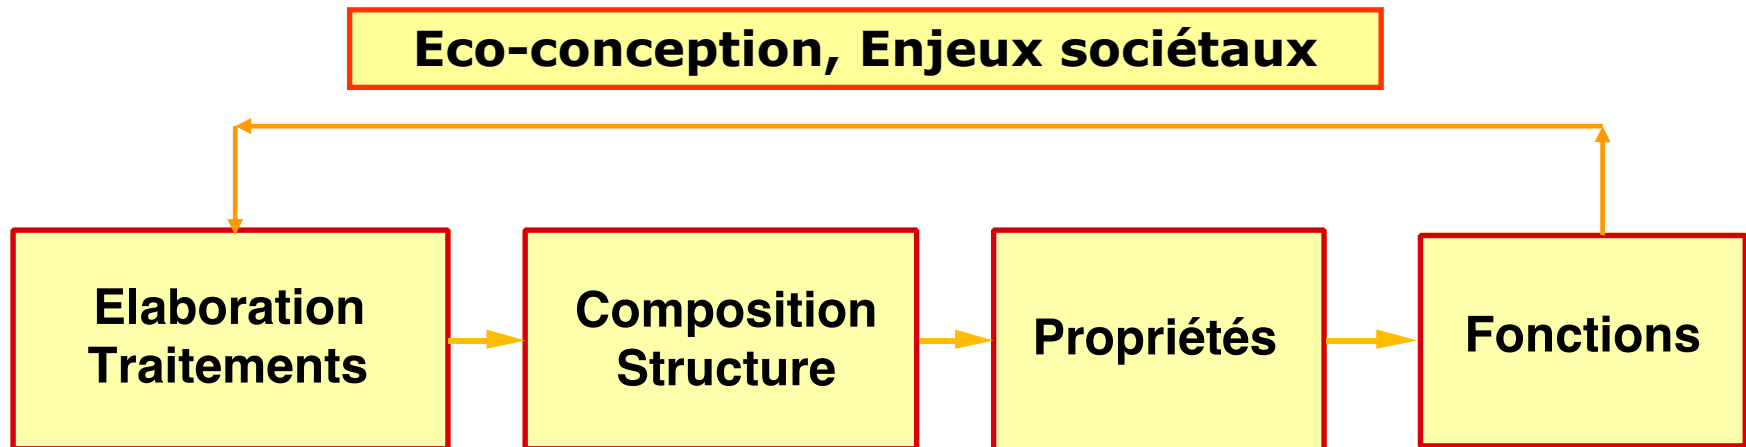 Eco-conception, Enjeux sociétaux
Elaboration
Traitements
Composition
Structure
Propriétés
Fonctions